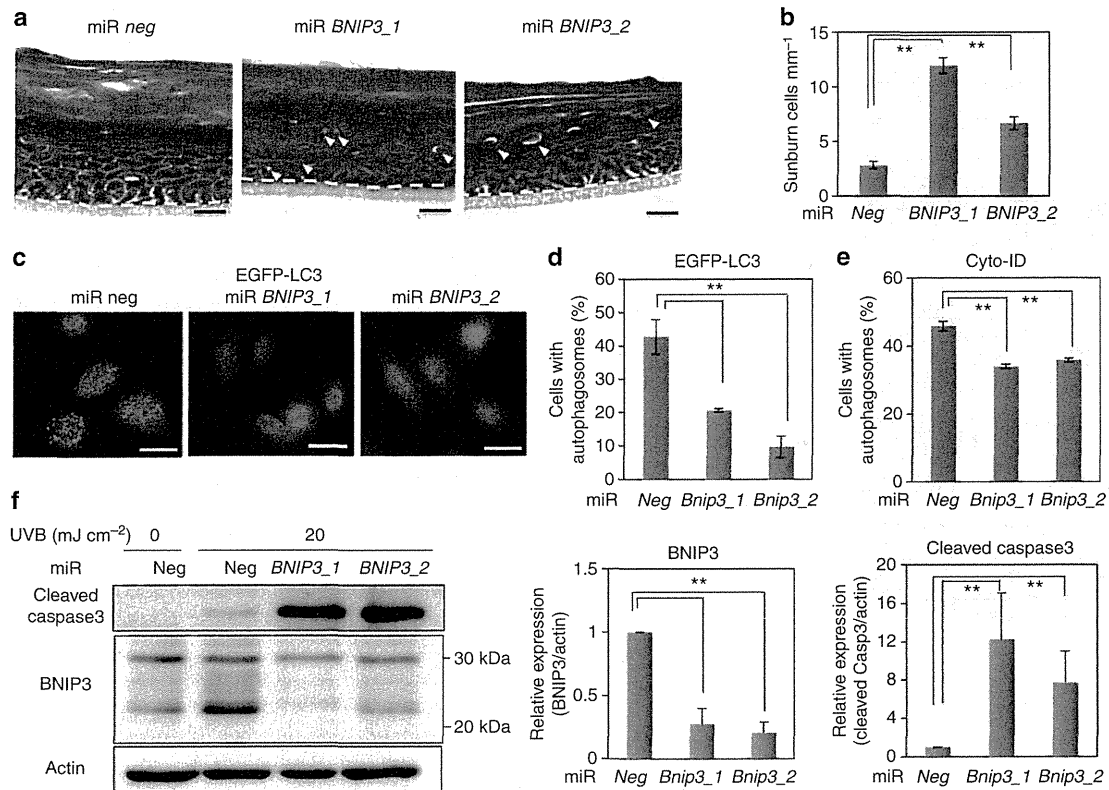 a
miR neg
miR BNIP3_1
miR BNIP3_2
b
Sunburn cells mm⁻¹
15
10
5
0
**
**
miR Neg BNIP3_1 BNIP3_2
c
EGFP-LC3
miR neg
miR BNIP3_1
miR BNIP3_2
d
EGFP-LC3
Cells with autophagosomes (%)
60
50
40
30
20
10
0
**
miR Neg Bnip3_1 Bnip3_2
e
Cyto-ID
Cells with autophagosomes (%)
60
40
20
0
**
**
miR Neg Bnip3_1 Bnip3_2
f
UVB (mJ cm⁻²) 0 20
miR Neg Neg BNIP3_1 BNIP3_2
Cleaved
caspase3
BNIP3
30 kDa
20 kDa
Actin
BNIP3
Relative expression
(BNIP3/actin)
1.5
1
0.5
0
**
miR Neg Bnip3_1 Bnip3_2
Cleaved caspase3
Relative expression
(cleaved Casp3/actin)
20
16
12
8
4
0
**
**
miR Neg Bnip3_1 Bnip3_2